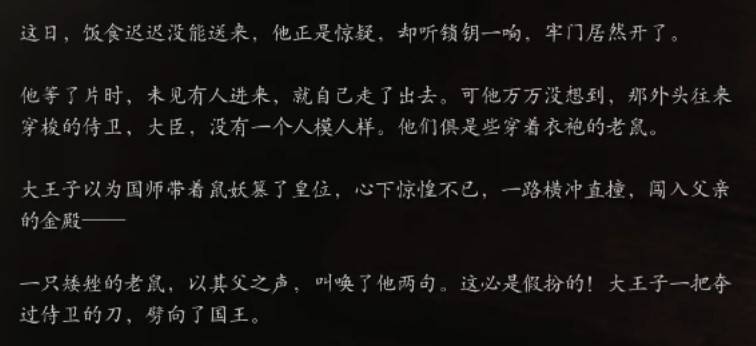 这日，饭食迟迟没能送来，他正是惊疑，却听锁钥一响，牢门居然开了。
他等了片时，未见有人进来，就自己走了出去。可他万万没想到，那外头往来
穿梭的侍卫，大臣，没有一个人模人样。他们俱是些穿着衣袍的老鼠。
大王子以为国师带着鼠妖篡了皇位，心下惊惶不已，一路横冲直撞，闯入父亲
的金殿——
一只矮矬的老鼠，以其父之声，叫唤了他两句。这必是假扮的！大王子一把夺
过侍卫的刀，劈向了国王。